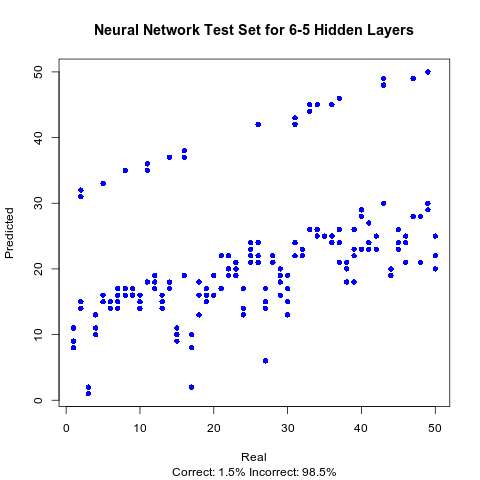 Neural Network Test Set for 6-5 Hidden Layers
50
40
30
20
10
0
Predicted
0 10 20 30 40 50
Real
Correct: 1.5% Incorrect: 98.5%